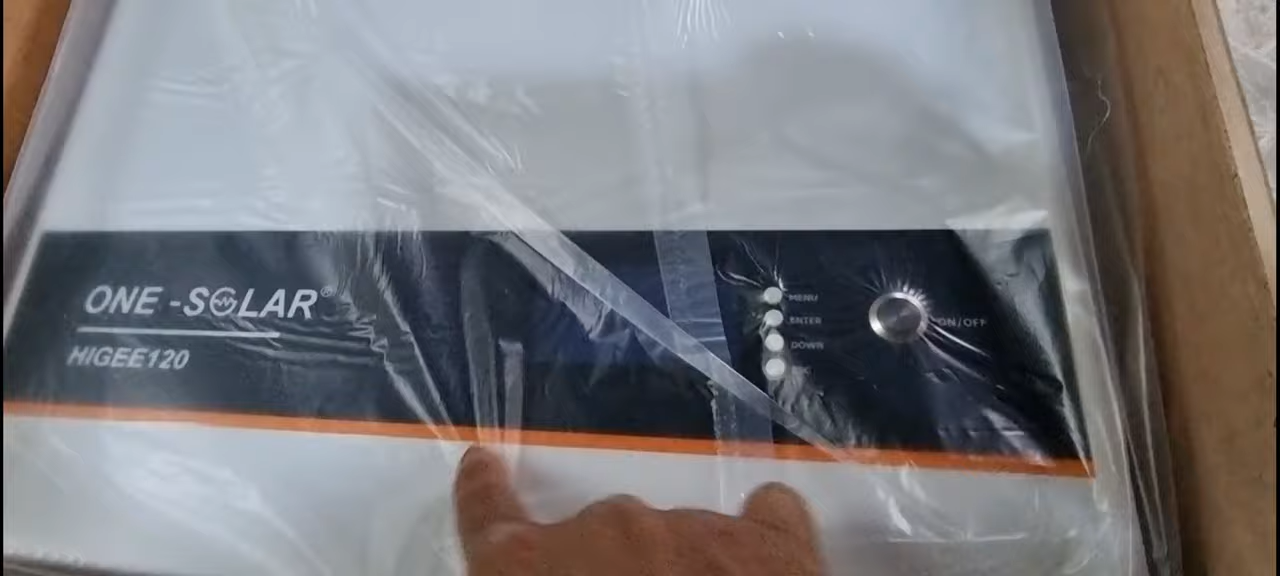 ONE -SOLAR®
HIGEE120
MENU
ENTER
DOWN
ON/OFF